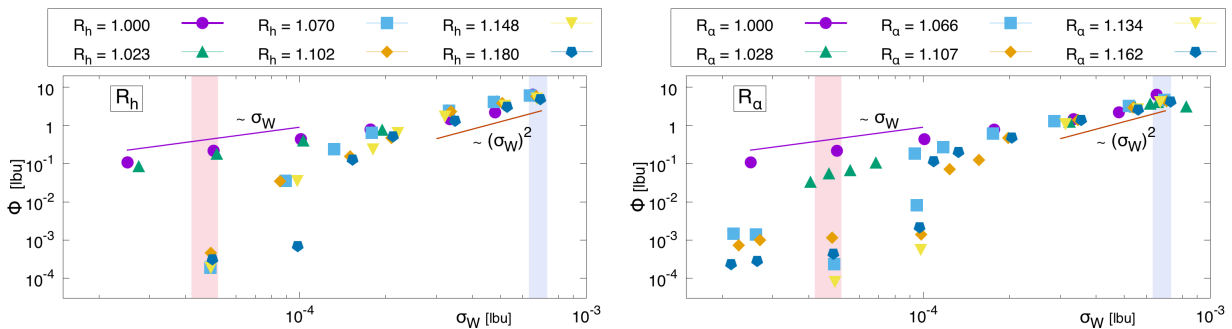 R_h = 1.000 R_h = 1.070 R_h = 1.148
R_h = 1.023 R_h = 1.102 R_h = 1.180
R_h
~ σ_W
~ (σ_W)^2
Φ [lbu]
10
1
10^-1
10^-2
10^-3
10^-4
10^-4 σ_W [lbu] 10^-3
R_α = 1.000 R_α = 1.066 R_α = 1.134
R_α = 1.028 R_α = 1.107 R_α = 1.162
R_α
~ σ_W
~ (σ_W)^2
Φ [lbu]
10
1
10^-1
10^-2
10^-3
10^-4
10^-4 σ_W [lbu] 10^-3